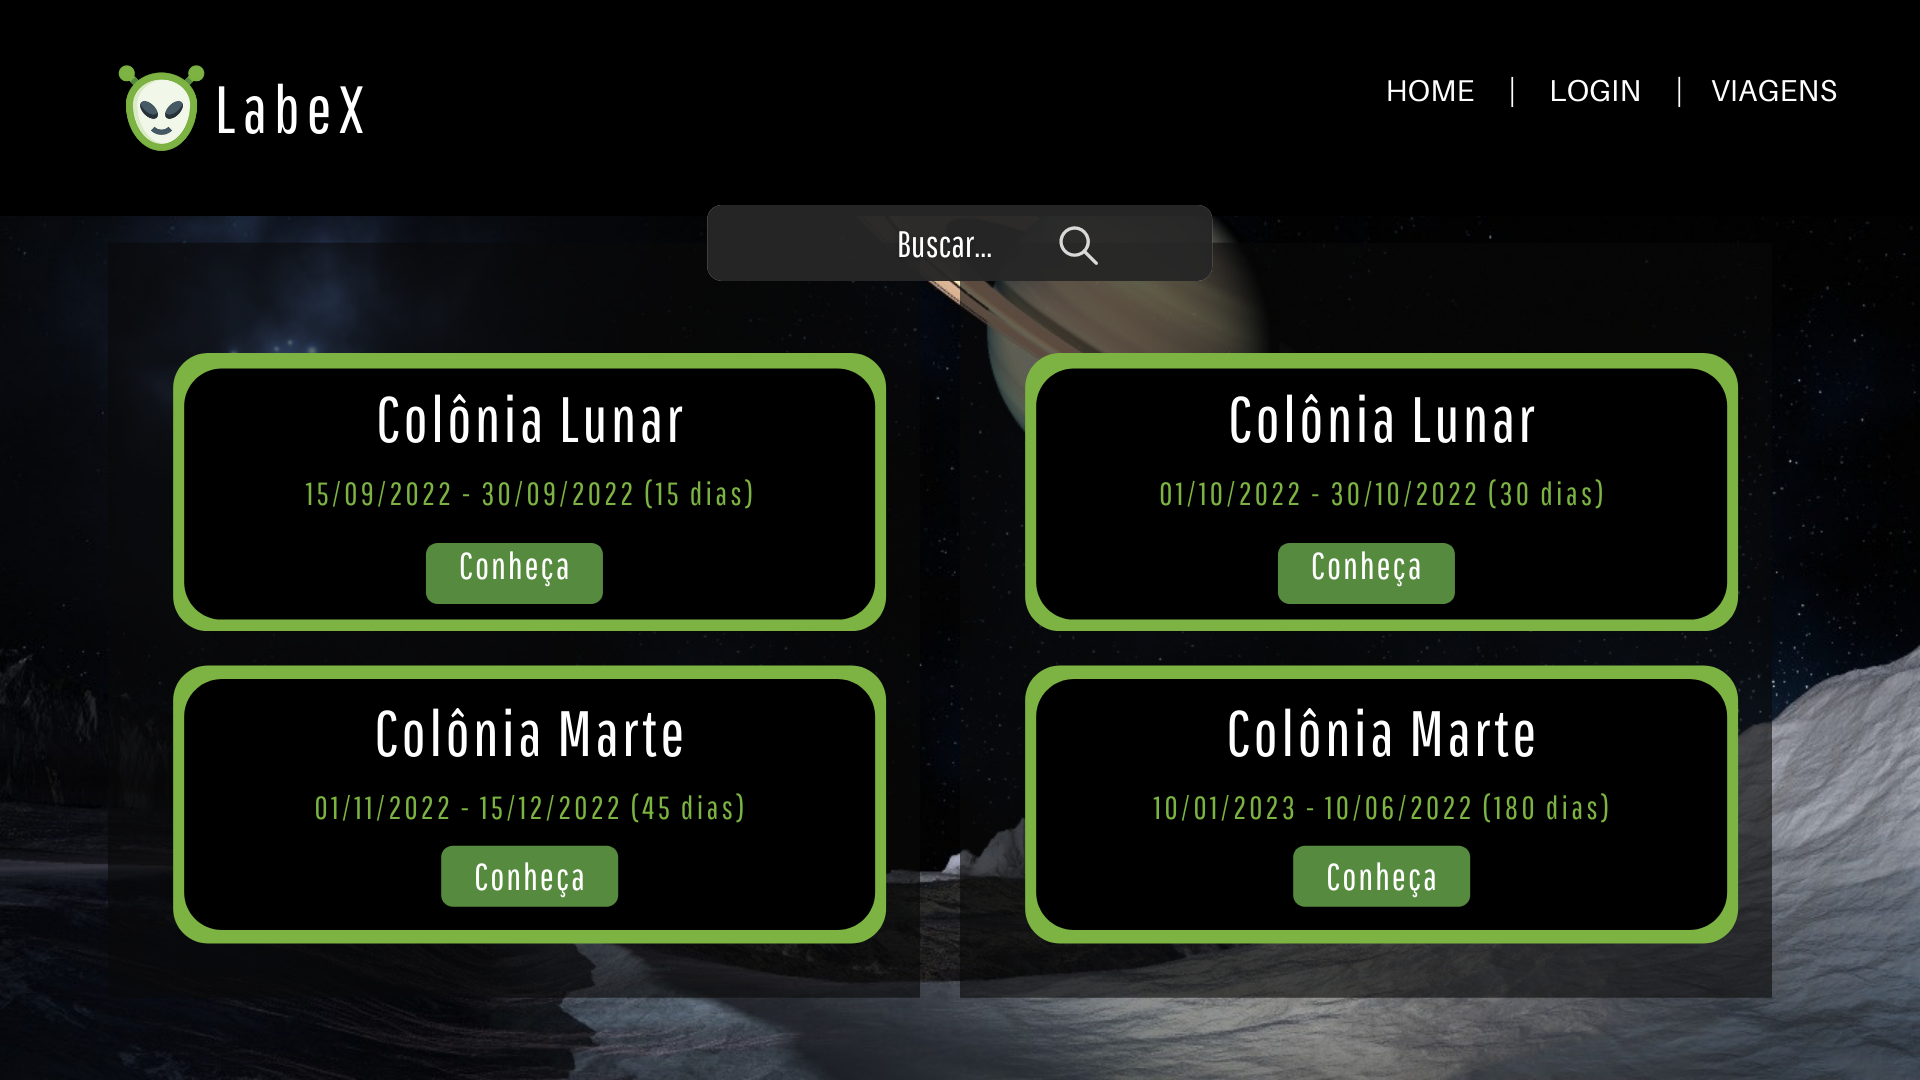 LabeX
HOME | LOGIN | VIAGENS
Buscar...
Colônia Lunar
15/09/2022 - 30/09/2022 (15 dias)
Conheça
Colônia Lunar
01/10/2022 - 30/10/2022 (30 dias)
Conheça
Colônia Marte
01/11/2022 - 15/12/2022 (45 dias)
Conheça
Colônia Marte
10/01/2023 - 10/06/2022 (180 dias)
Conheça